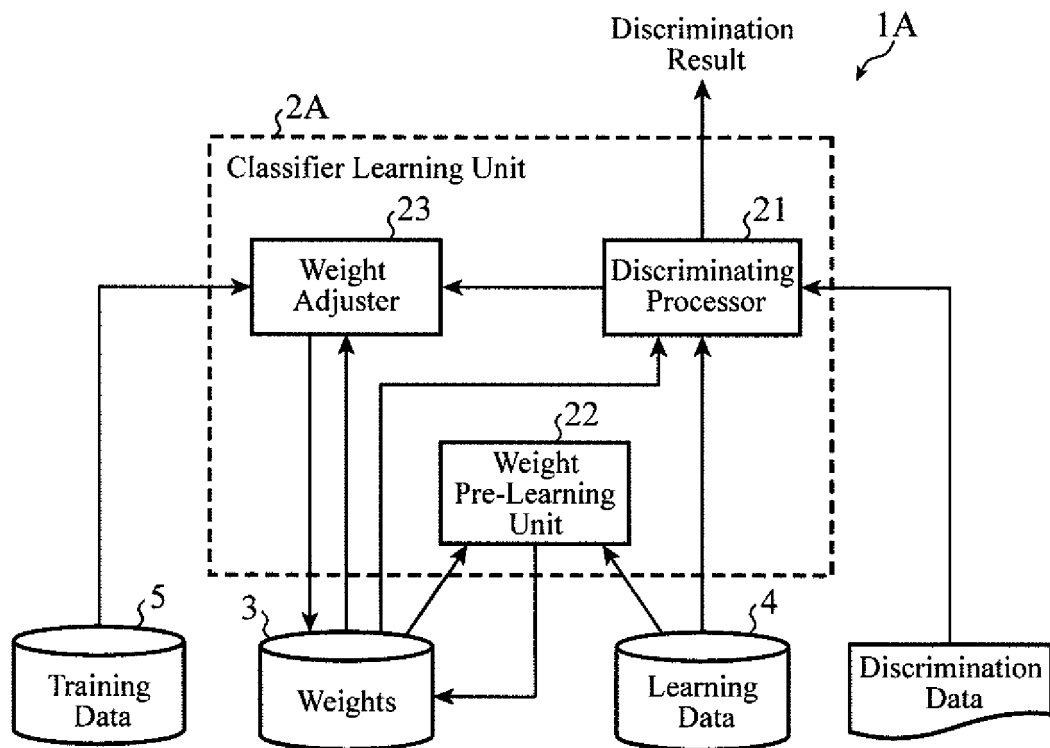 Discrimination
Result
1A
2A
Classifier Learning Unit
23
Weight
Adjuster
21
Discriminating
Processor
22
Weight
Pre-Learning
Unit
5
Training
Data
3
Weights
4
Learning
Data
Discrimination
Data